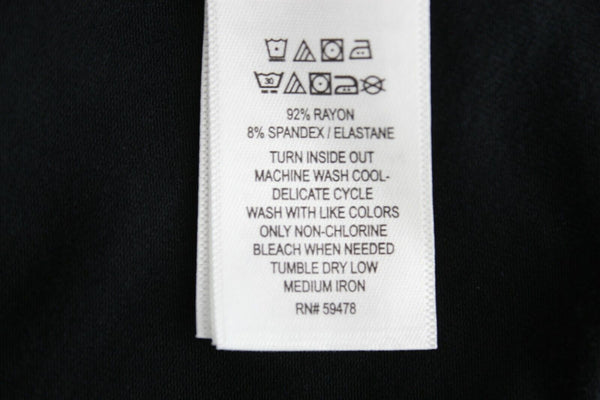 30
92% RAYON
8% SPANDEX / ELASTANE
TURN INSIDE OUT
MACHINE WASH COOL-
DELICATE CYCLE
WASH WITH LIKE COLORS
ONLY NON-CHLORINE
BLEACH WHEN NEEDED
TUMBLE DRY LOW
MEDIUM IRON
RN# 59478